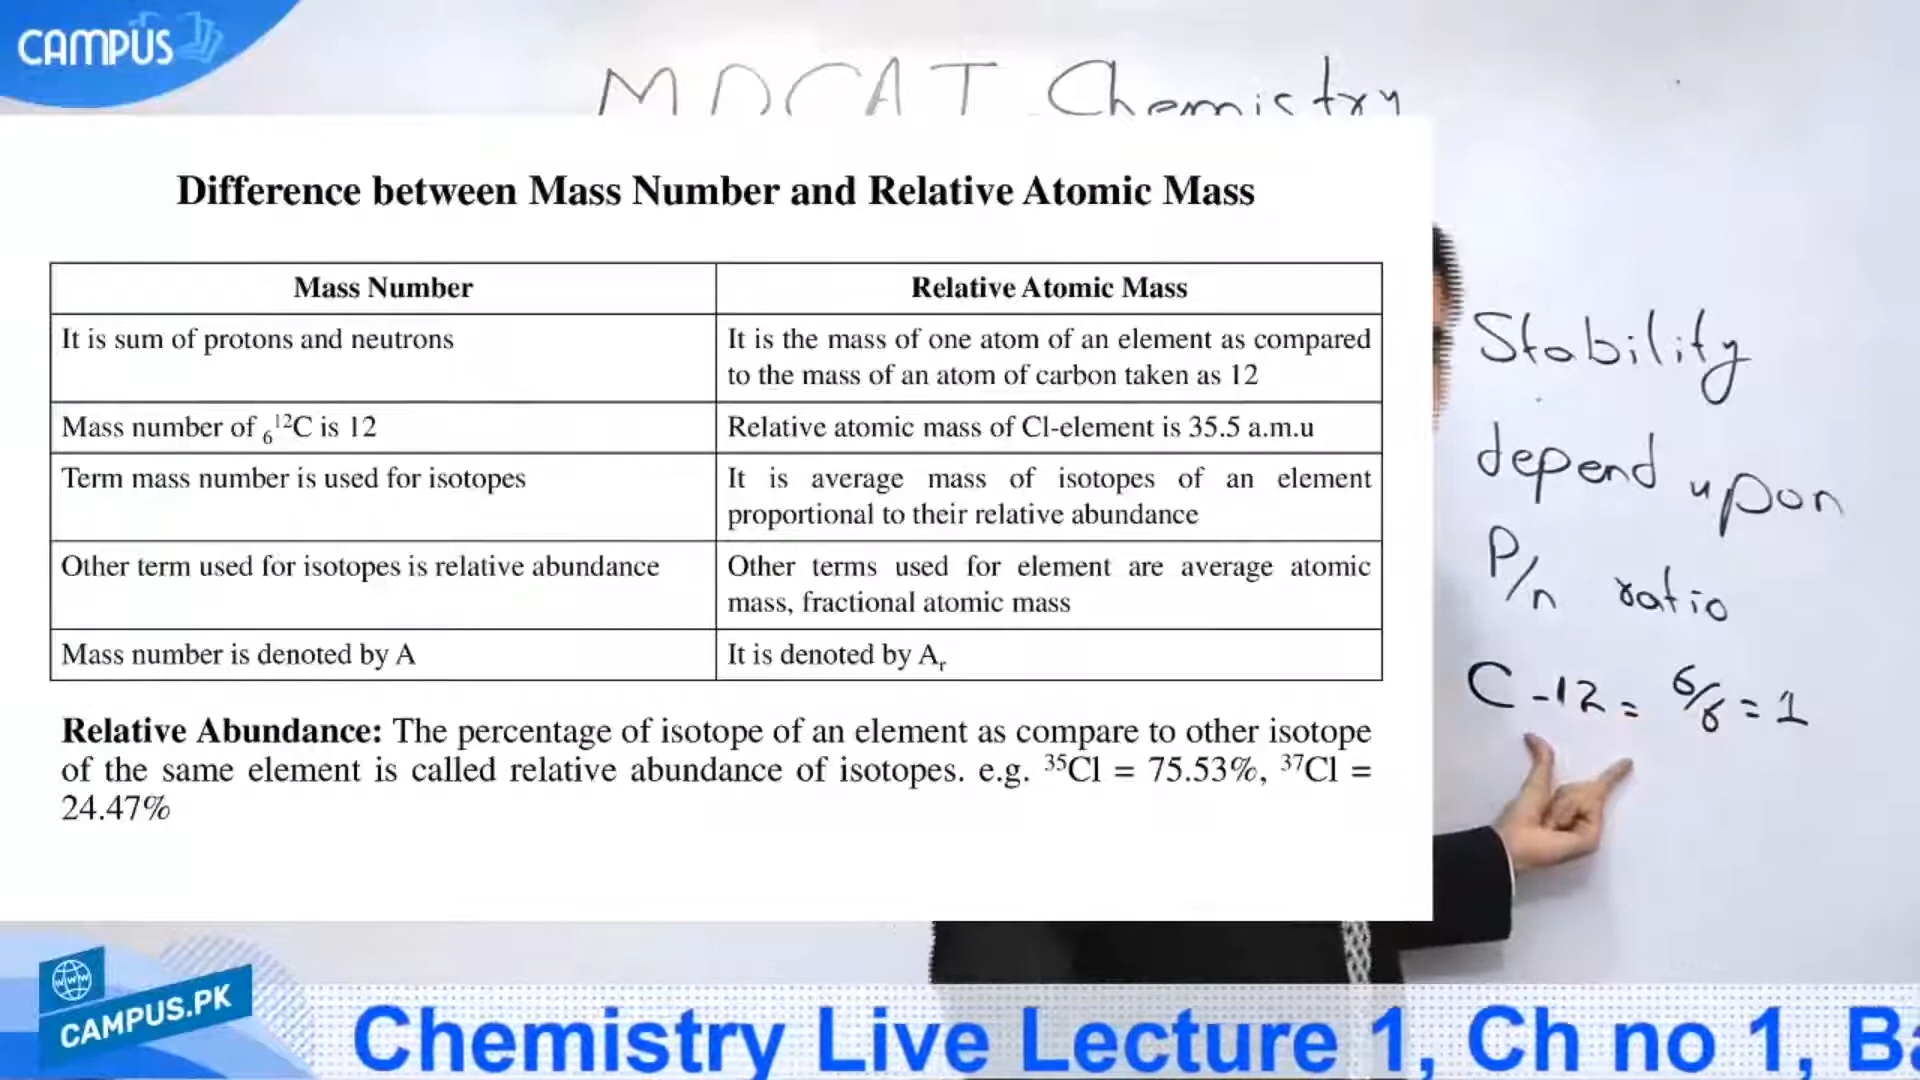 CAMPUS
MDCAT Chemistry
Difference between Mass Number and Relative Atomic Mass
Mass Number
Relative Atomic Mass
It is sum of protons and neutrons
It is the mass of one atom of an element as compared
to the mass of an atom of carbon taken as 12
Mass number of ₆¹²C is 12
Relative atomic mass of Cl-element is 35.5 a.m.u
Term mass number is used for isotopes
It is average mass of isotopes of an element
proportional to their relative abundance
Other term used for isotopes is relative abundance
Other terms used for element are average atomic
mass, fractional atomic mass
Mass number is denoted by A
It is denoted by Aᵣ
Relative Abundance: The percentage of isotope of an element as compare to other isotope
of the same element is called relative abundance of isotopes. e.g. ³⁵Cl = 75.53%, ³⁷Cl =
24.47%
Stability
depend upon
P/n ratio
C-12 = 6/6 = 1
www
CAMPUS.PK
Chemistry Live Lecture 1, Ch no 1, Ba